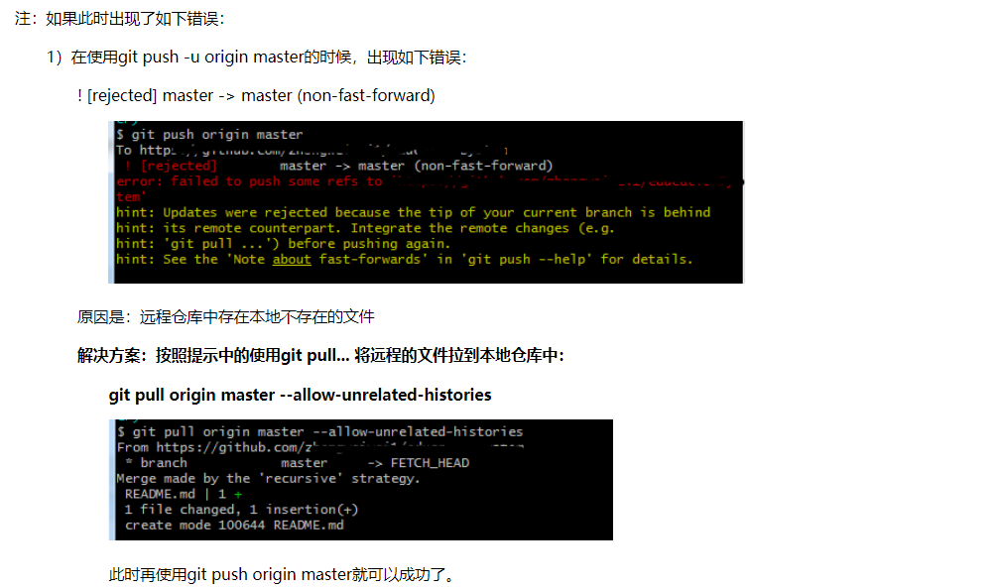 注：如果此时出现了如下错误：
1）在使用git push -u origin master的时候，出现如下错误：
! [rejected] master -> master (non-fast-forward)
$ git push origin master
To
! [rejected] master -> master (non-fast-forward)
error: failed to push some refs to
tem'
hint: Updates were rejected because the tip of your current branch is behind
hint: its remote counterpart. Integrate the remote changes (e.g.
hint: 'git pull ...') before pushing again.
hint: See the 'Note about fast-forwards' in 'git push --help' for details.
原因是：远程仓库中存在本地不存在的文件
解决方案：按照提示中的使用git pull... 将远程的文件拉到本地仓库中：
git pull origin master --allow-unrelated-histories
$ git pull origin master --allow-unrelated-histories
From https://github.com/
* branch master -> FETCH_HEAD
Merge made by the 'recursive' strategy.
README.md | 1 +
1 file changed, 1 insertion(+)
create mode 100644 README.md
此时再使用git push origin master就可以成功了。